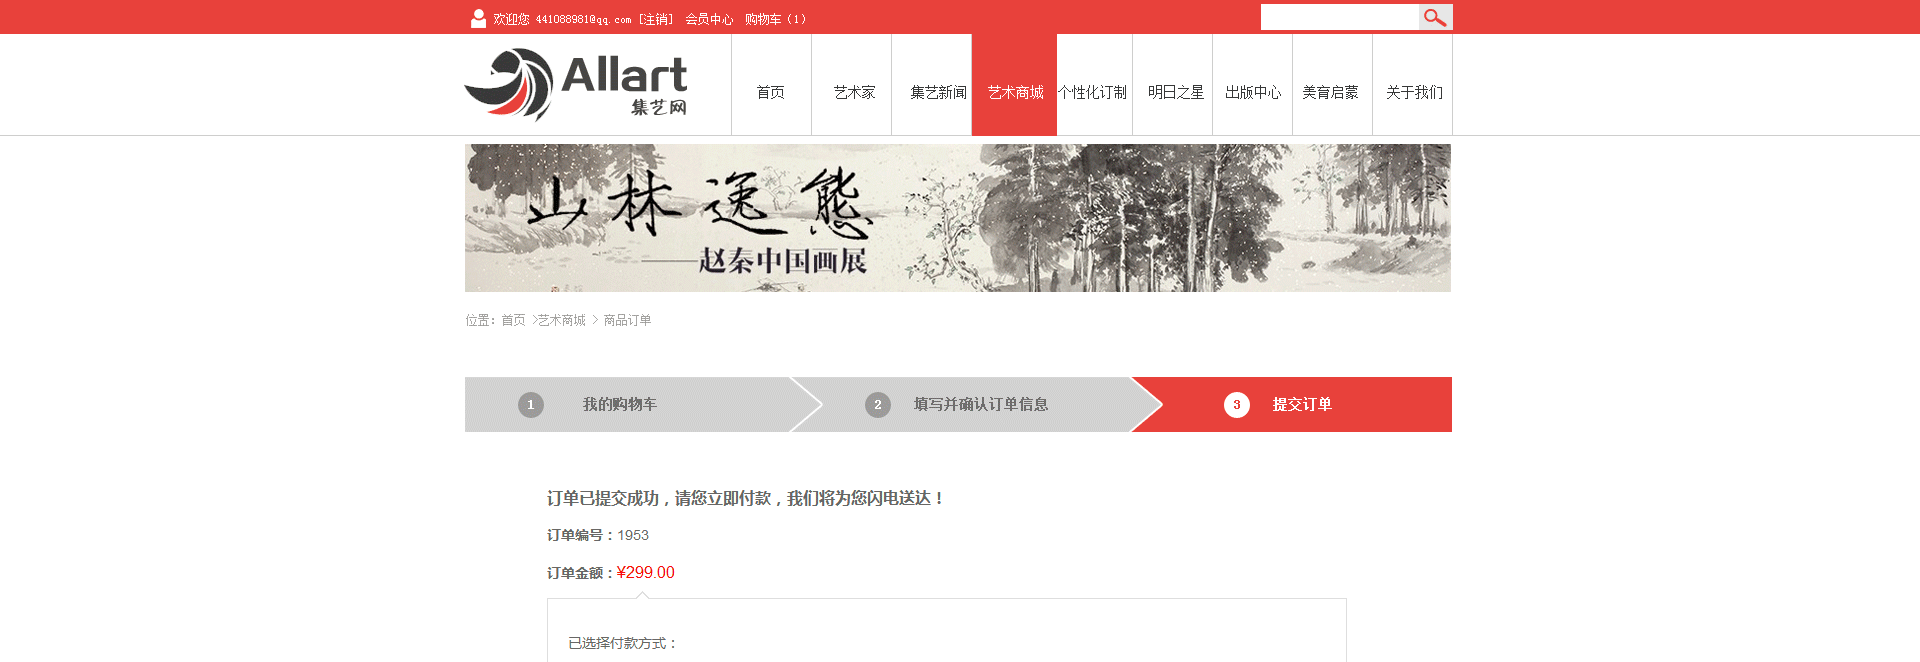 欢迎您 441088981@qq.com [注销] 会员中心 购物车（1）
Allart
集艺网
首页 艺术家 集艺新闻 艺术商城 个性化订制 明日之星 出版中心 美育启蒙 关于我们
山林逸熊
——赵秦中国画展
位置：首页 >艺术商城 > 商品订单
1 我的购物车 2 填写并确认订单信息 3 提交订单
订单已提交成功，请您立即付款，我们将为您闪电送达！
订单编号：1953
订单金额：¥299.00
已选择付款方式：